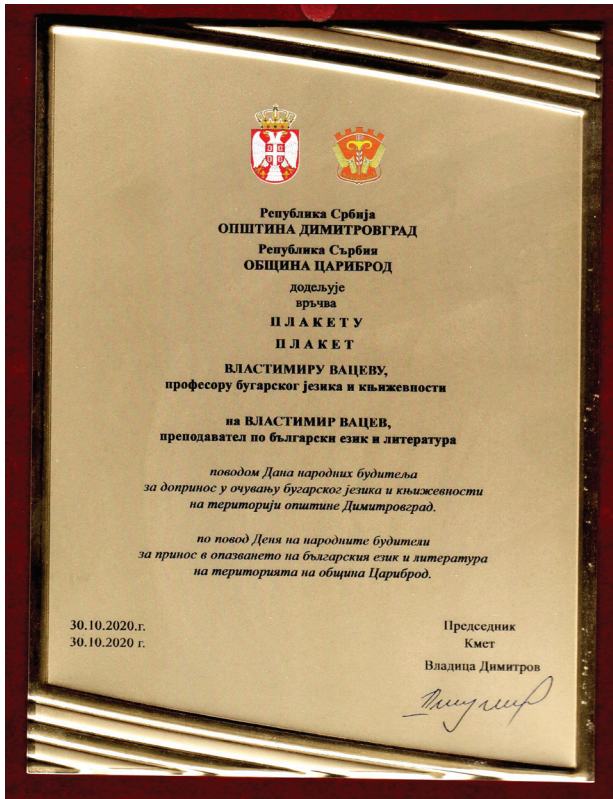 Република Србија
ОПШТИНА ДИМИТРОВГРАД
Република Сърбия
ОБЩИНА ЦАРИБРОД
додељује
връчва
П Л А К Е Т У
П Л А К Е Т
ВЛАСТИМИРУ ВАЦЕВУ,
професору бугарског језика и књижевности
на ВЛАСТИМИР ВАЦЕВ,
преподавател по български език и литература
поводом Дана народних будитеља
за допринос у очувању бугарског језика и књижевности
на територији општине Димитровград.
по повод Деня на народните будители
за принос в опазването на българския език и литература
на територията на община Цариброд.
30.10.2020.г.
30.10.2020 г.
Председник
Кмет
Владица Димитров